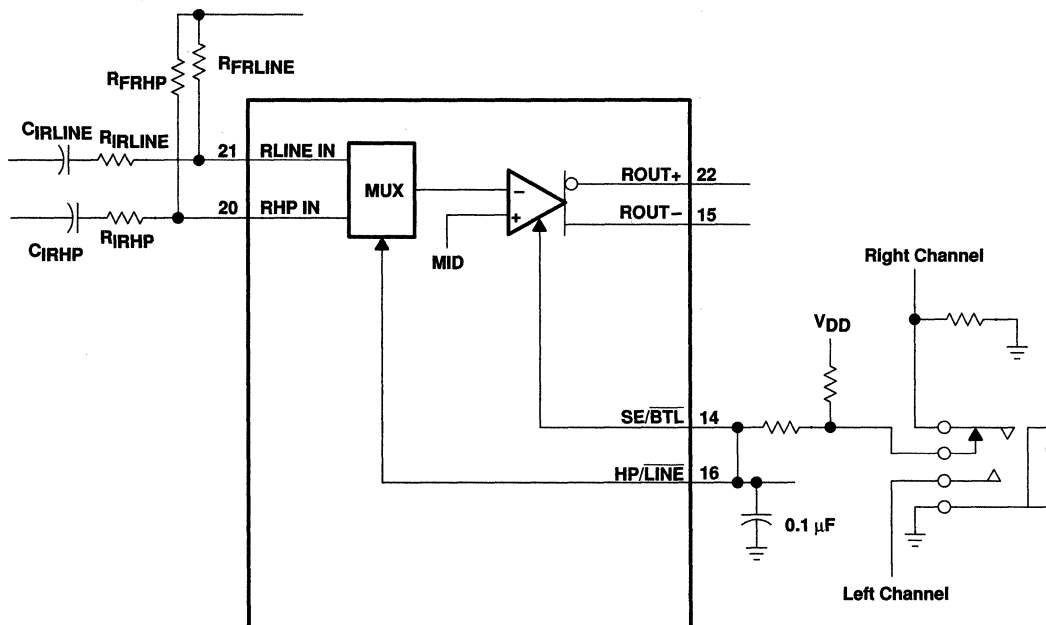 RFRHP
RFRLINE
CIRLINE
RIRLINE
21 RLINE IN
MUX
ROUT+ 22
20 RHP IN
ROUT− 15
CIRHP
RIRHP
MID
−
+
Right Channel
VDD
SE/BTL 14
HP/LINE 16
0.1 μF
Left Channel